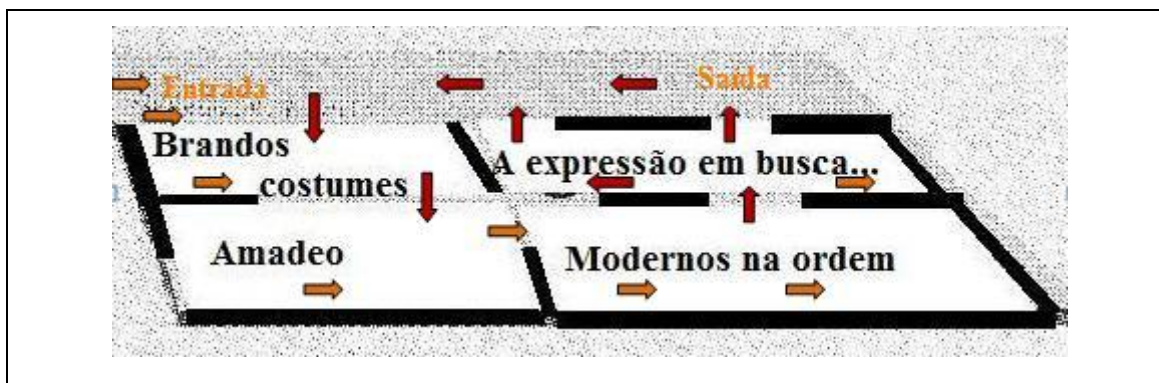 Entrada
Saída
Brandos
costumes
A expressão em busca...
Amadeo
Modernos na ordem